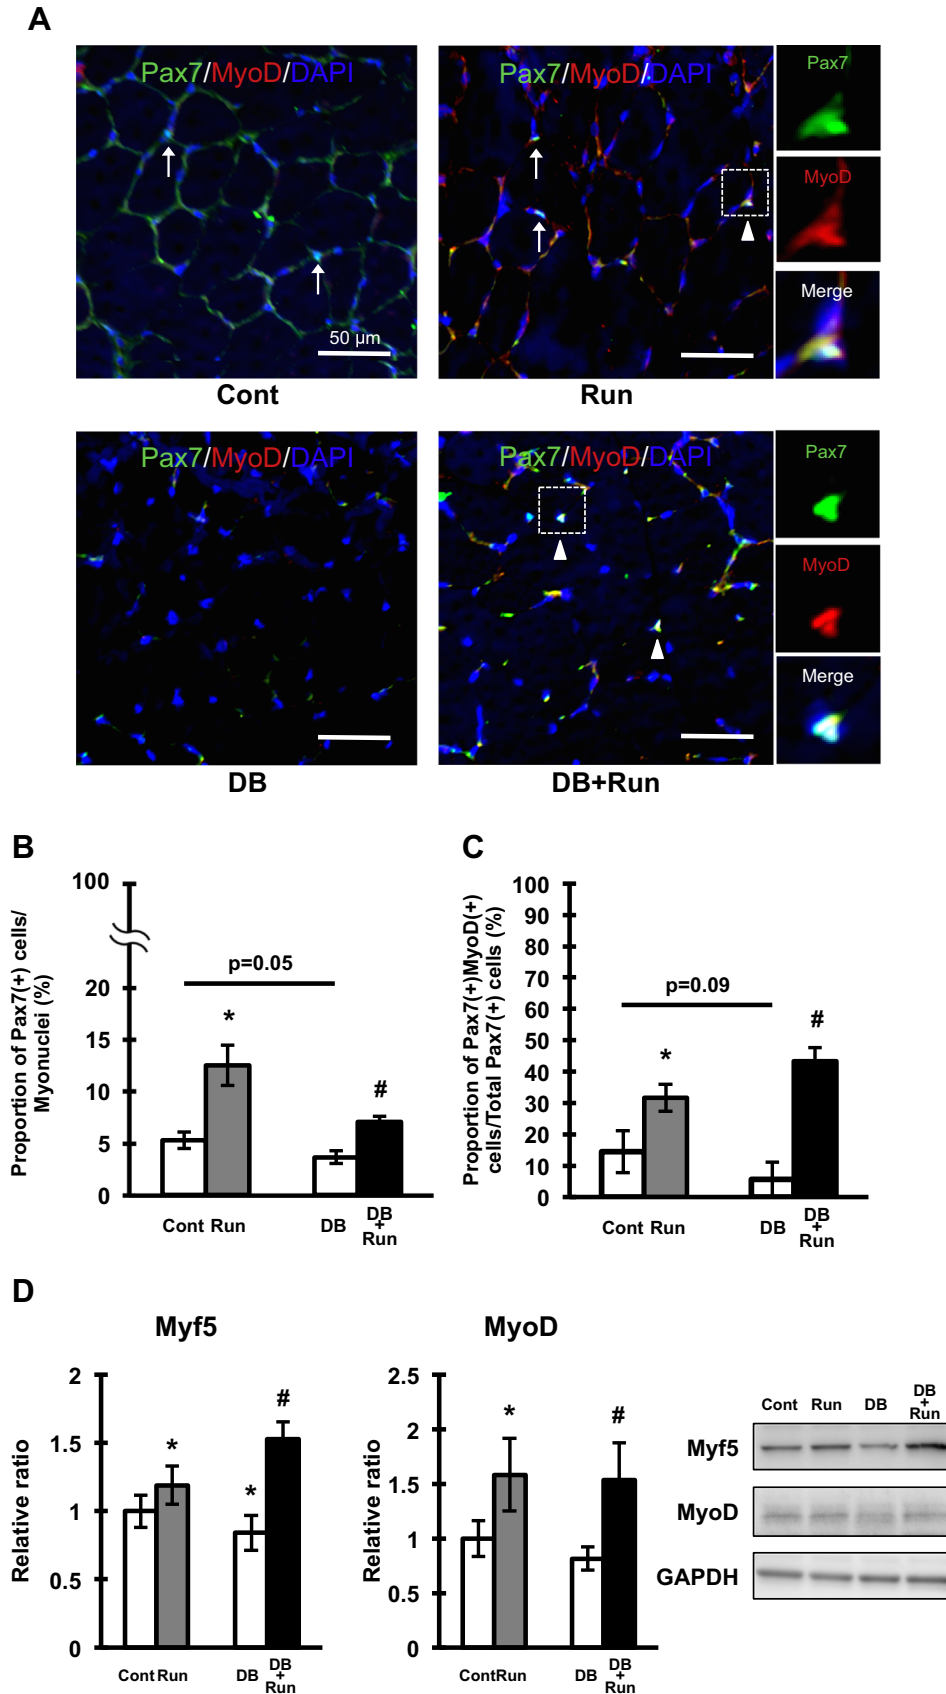 A
Pax7/MyoD/DAPI
50 µm
Cont
Pax7/MyoD/DAPI
Run
Pax7
MyoD
Merge
Pax7/MyoD/DAPI
DB
Pax7/MyoD/DAPI
DB+Run
Pax7
MyoD
Merge
B
Proportion of Pax7(+) cells/
Myonuclei (%)
100
20
15
10
5
0
p=0.05
*
#
Cont Run
DB
DB
+
Run
C
Proportion of Pax7(+)MyoD(+)
cells/Total Pax7(+) cells (%)
100
90
80
70
60
50
40
30
20
10
0
p=0.09
*
#
Cont Run
DB
DB
+
Run
D
Myf5
Relative ratio
2
1.5
1
0.5
0
*
*
#
Cont Run
DB
DB
+
Run
MyoD
Relative ratio
2.5
2
1.5
1
0.5
0
*
#
Cont Run
DB
DB
+
Run
Cont Run DB DB
+
Run
Myf5
MyoD
GAPDH